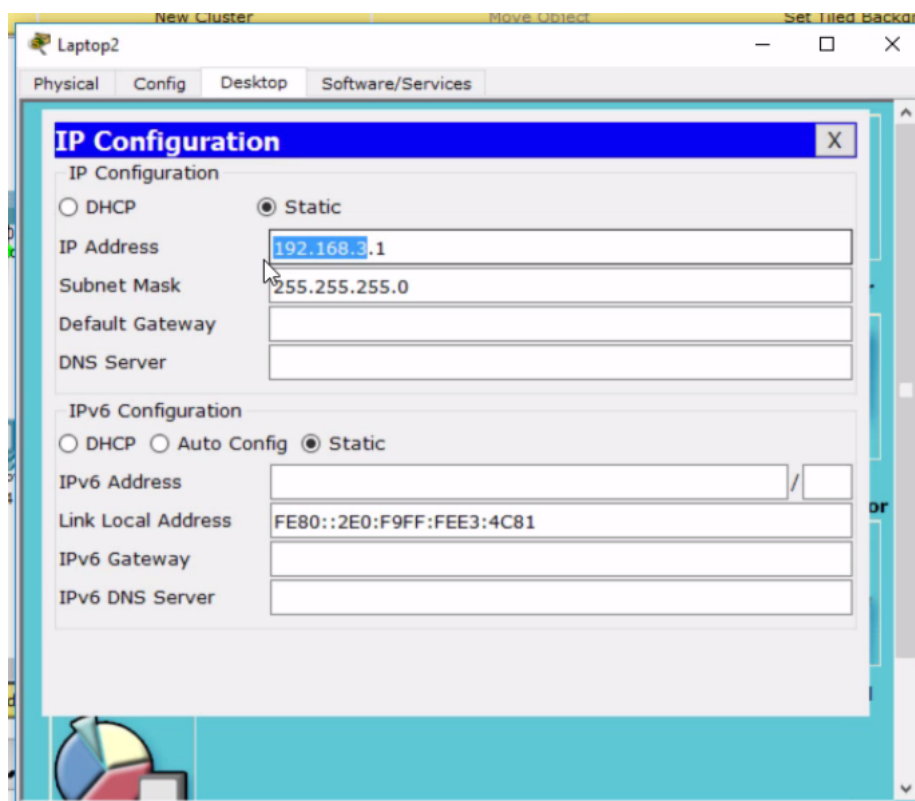 New Cluster Move Object Set Tiled Backgr
Laptop2
Physical Config Desktop Software/Services
IP Configuration X
IP Configuration
DHCP Static
IP Address 192.168.3.1
Subnet Mask 255.255.255.0
Default Gateway
DNS Server
IPv6 Configuration
DHCP Auto Config Static
IPv6 Address /
Link Local Address FE80::2E0:F9FF:FEE3:4C81
IPv6 Gateway
or
IPv6 DNS Server